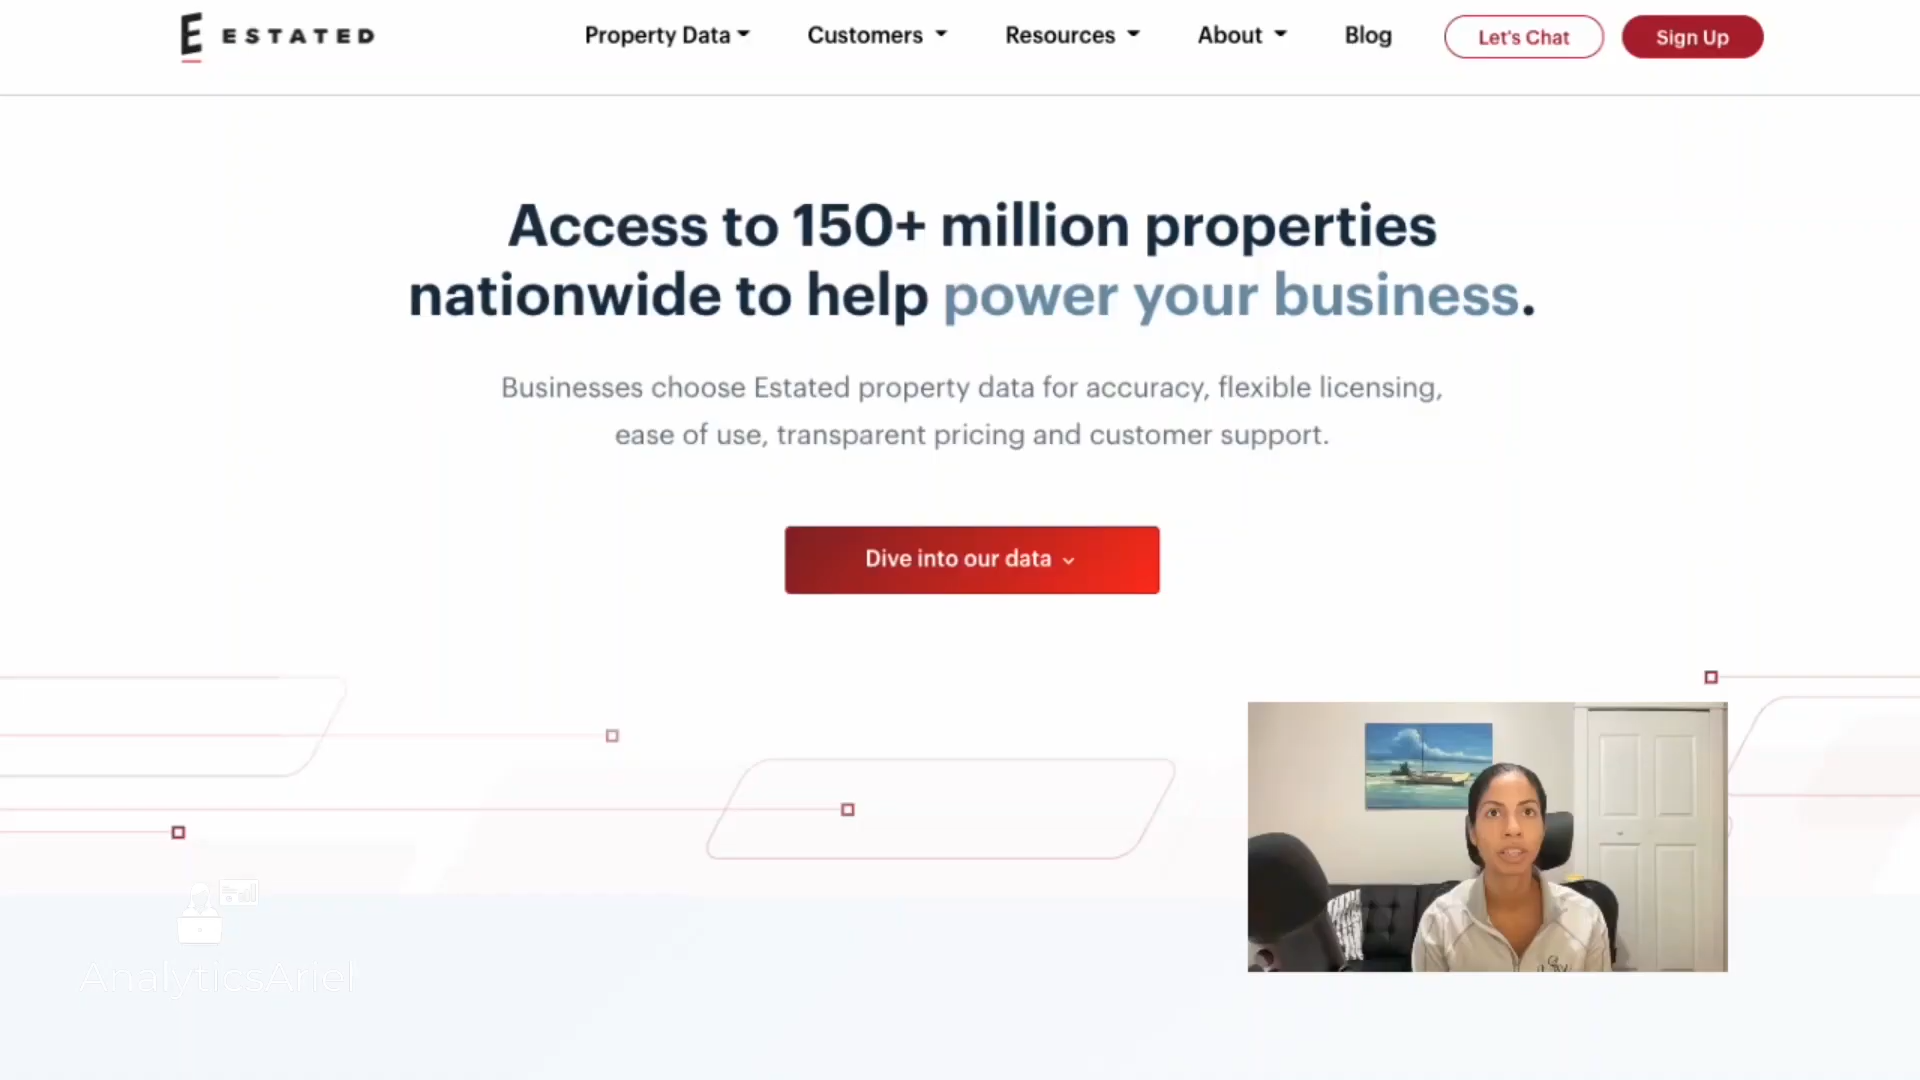 ESTATED
Property Data
Customers
Resources
About
Blog
Let's Chat
Sign Up
Access to 150+ million properties
nationwide to help power your business.
Businesses choose Estated property data for accuracy, flexible licensing,
ease of use, transparent pricing and customer support.
Dive into our data
AnalyticsAriel